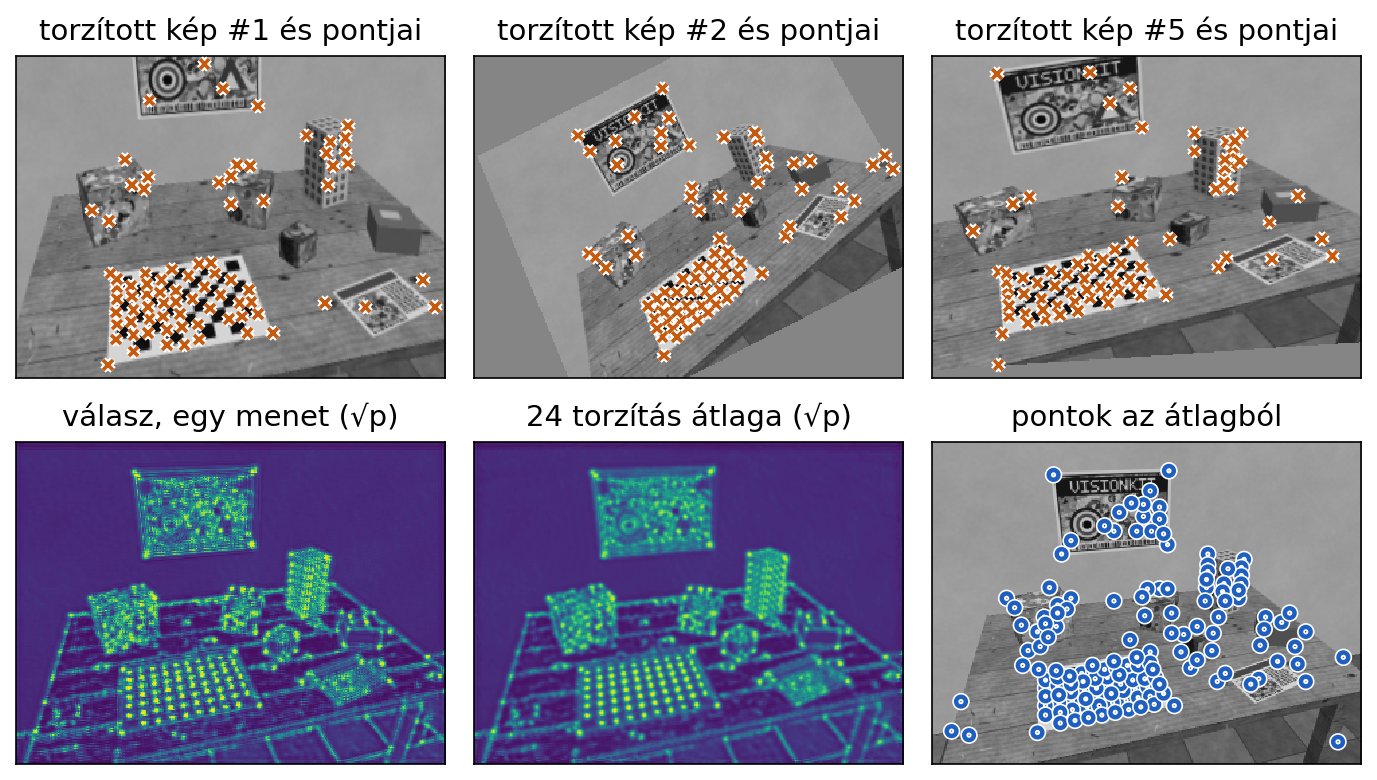 torzított kép #1 és pontjai
torzított kép #2 és pontjai
torzított kép #5 és pontjai
VISIONKIT
VISIONKIT
válasz, egy menet (√p)
24 torzítás átlaga (√p)
pontok az átlagból
VISIONKIT